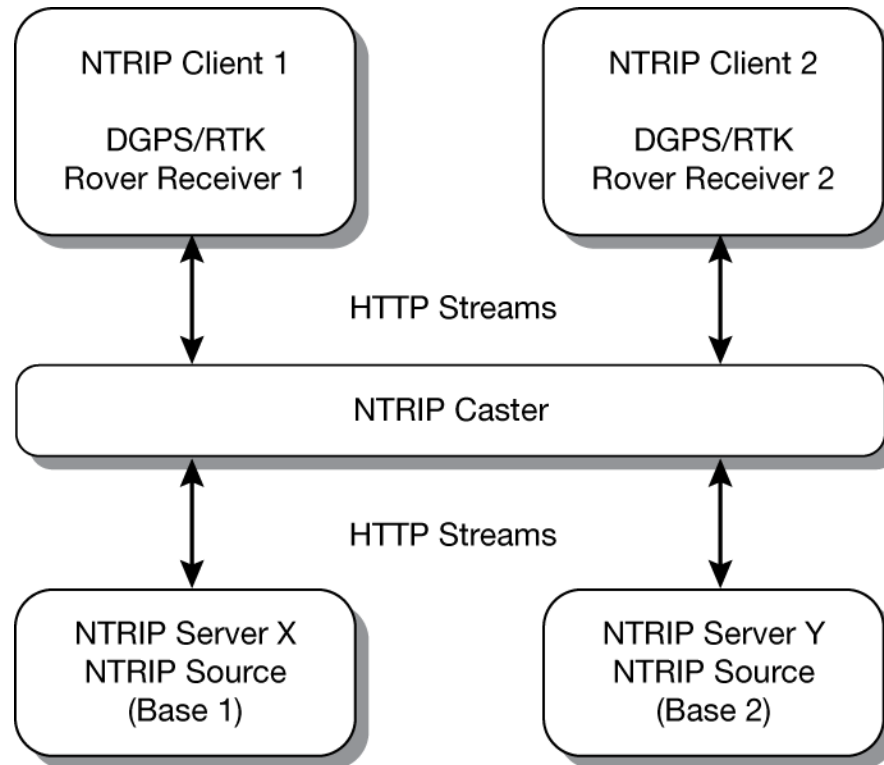 NTRIP Client 1
DGPS/RTK
Rover Receiver 1
NTRIP Client 2
DGPS/RTK
Rover Receiver 2
HTTP Streams
NTRIP Caster
HTTP Streams
NTRIP Server X
NTRIP Source
(Base 1)
NTRIP Server Y
NTRIP Source
(Base 2)